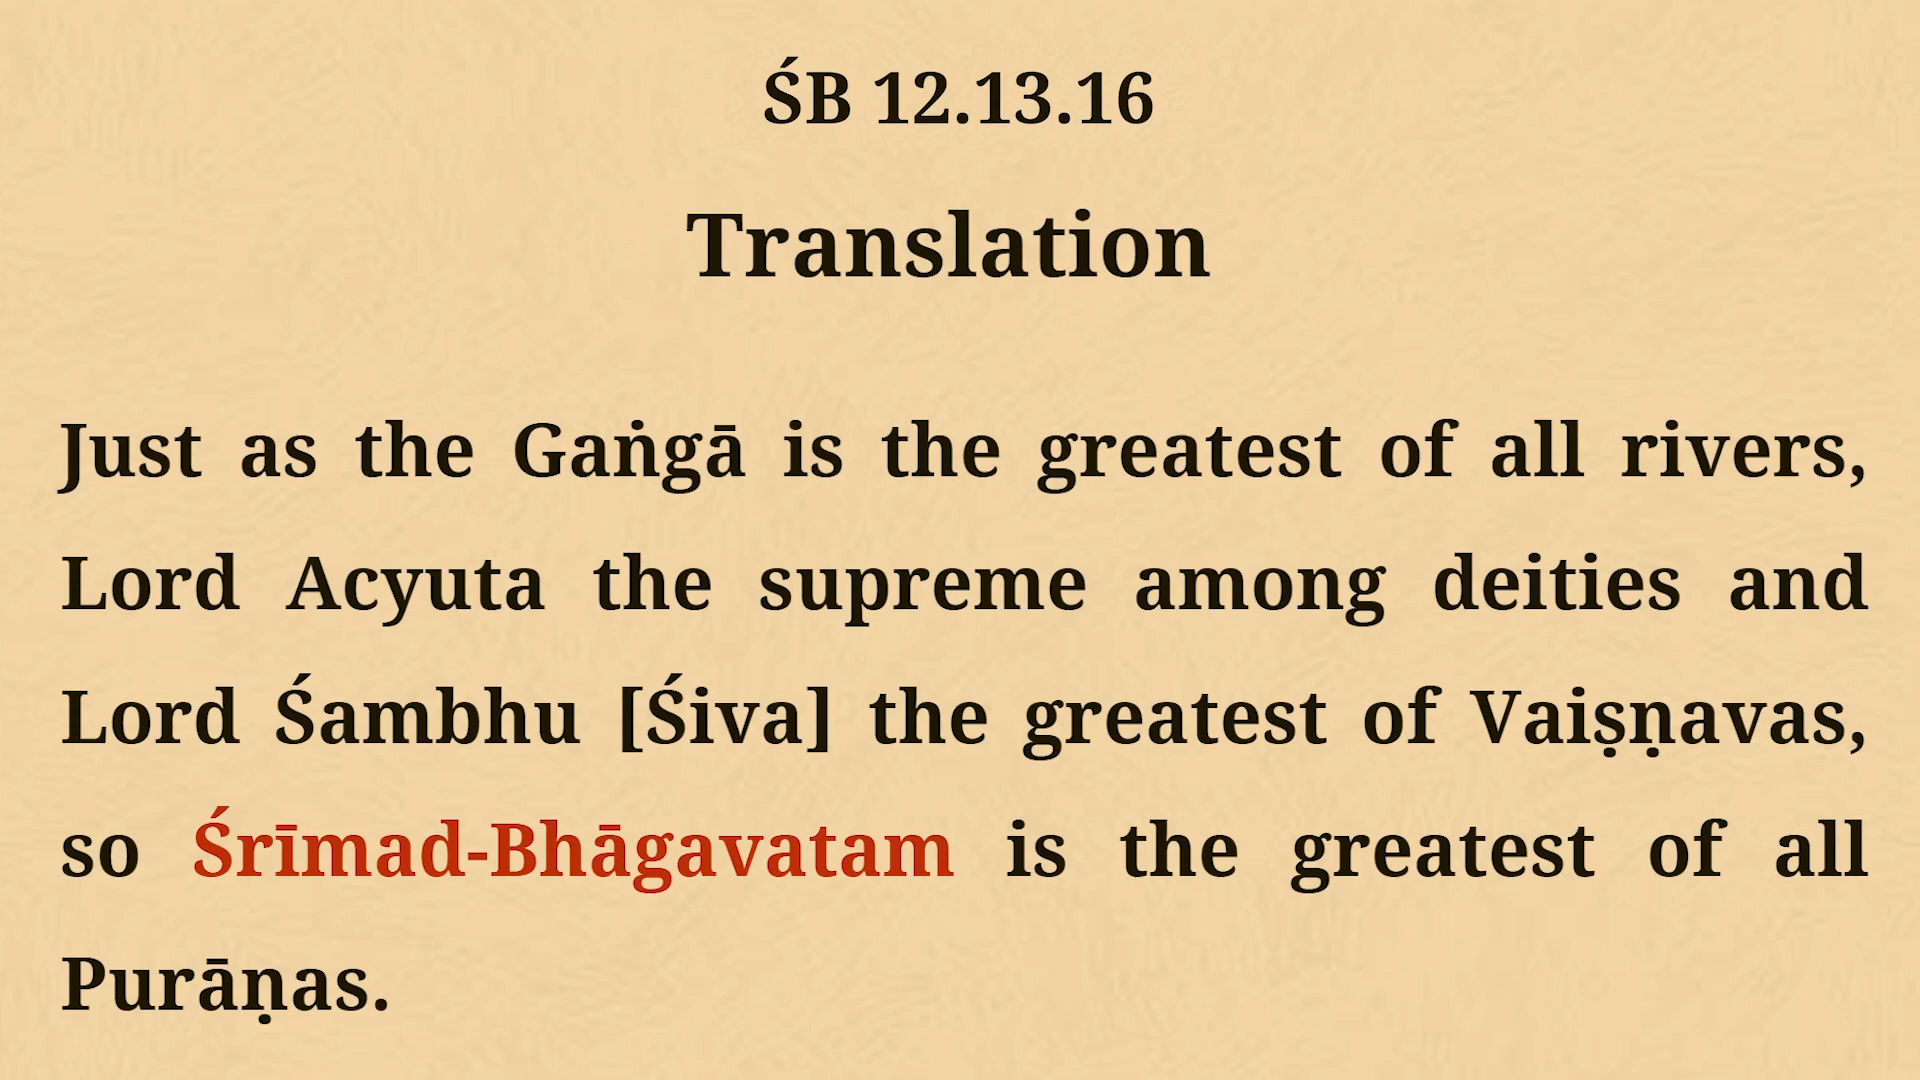 ŚB 12.13.16
Translation
Just as the Gaṅgā is the greatest of all rivers,
Lord Acyuta the supreme among deities and
Lord Śambhu [Śiva] the greatest of Vaiṣṇavas,
so Śrīmad-Bhāgavatam is the greatest of all
Purāṇas.